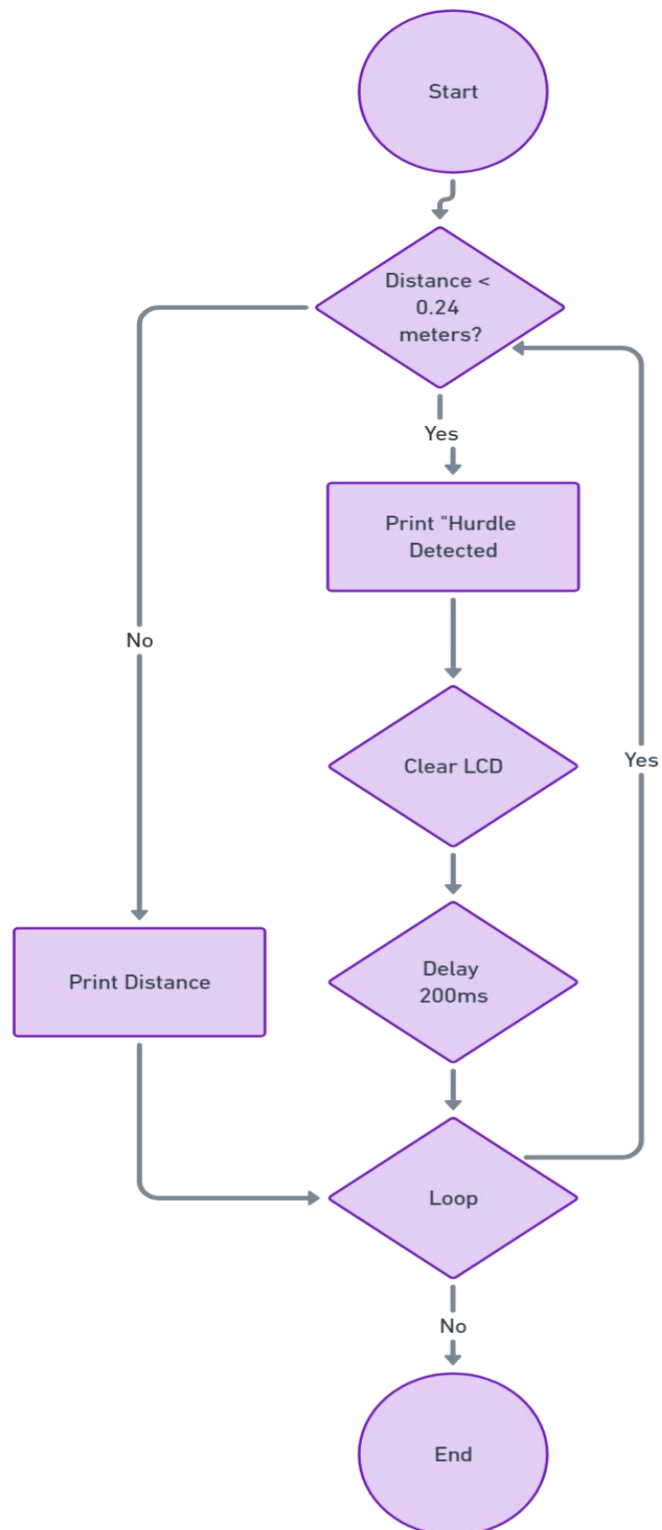 Start
Distance <
0.24
meters?
Yes
Print "Hurdle
Detected
No
Clear LCD
Yes
Print Distance
Delay
200ms
Loop
No
End